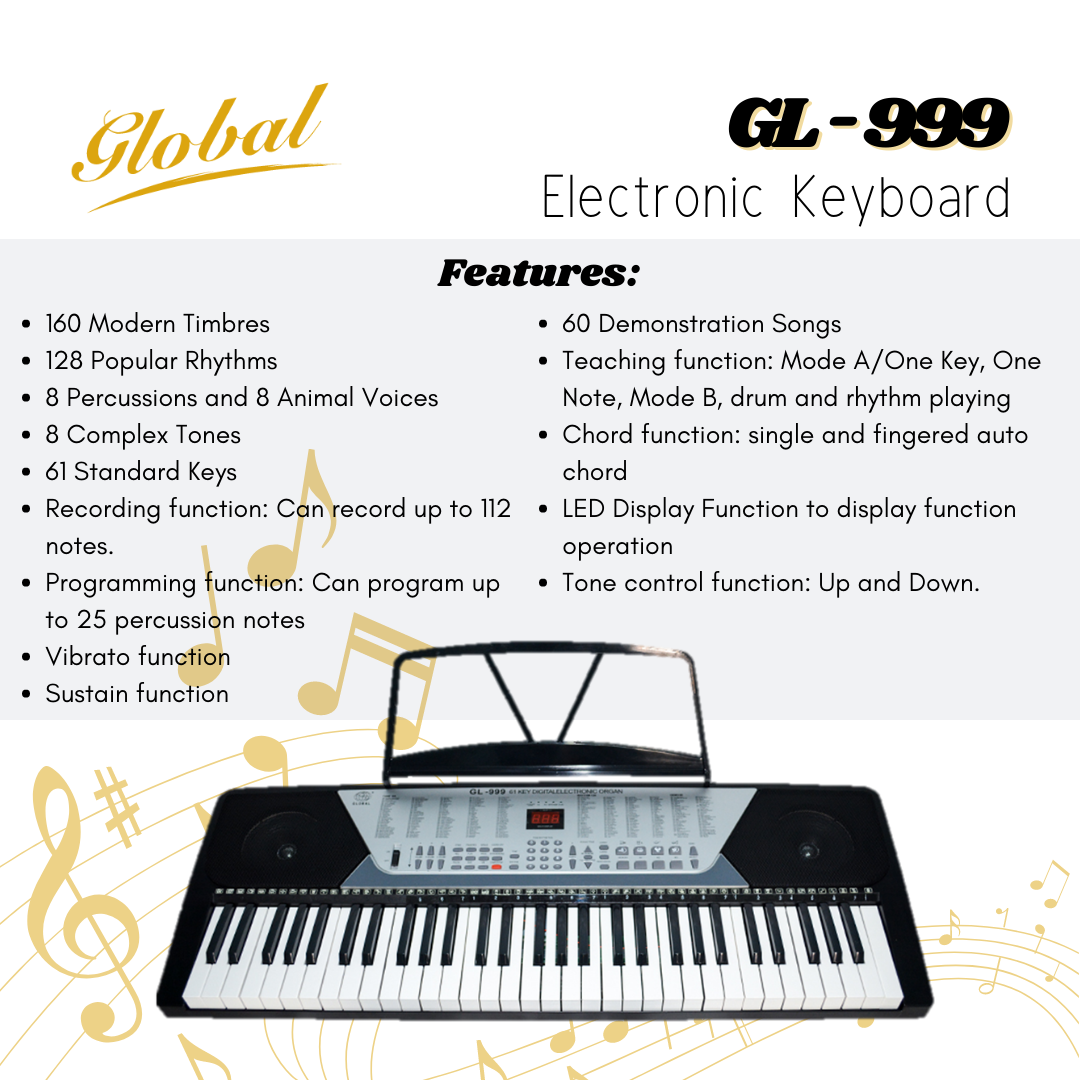 Global
GL - 999
Electronic Keyboard
Features:
• 160 Modern Timbres
• 128 Popular Rhythms
• 8 Percussions and 8 Animal Voices
• 8 Complex Tones
• 61 Standard Keys
• Recording function: Can record up to 112
notes.
• Programming function: Can program up
to 25 percussion notes
• Vibrato function
• Sustain function
• 60 Demonstration Songs
• Teaching function: Mode A/One Key, One
Note, Mode B, drum and rhythm playing
• Chord function: single and fingered auto
chord
• LED Display Function to display function
operation
• Tone control function: Up and Down.
GLOBAL
GL-999 61 KEY DIGITALELECTRONIC ORGAN
888